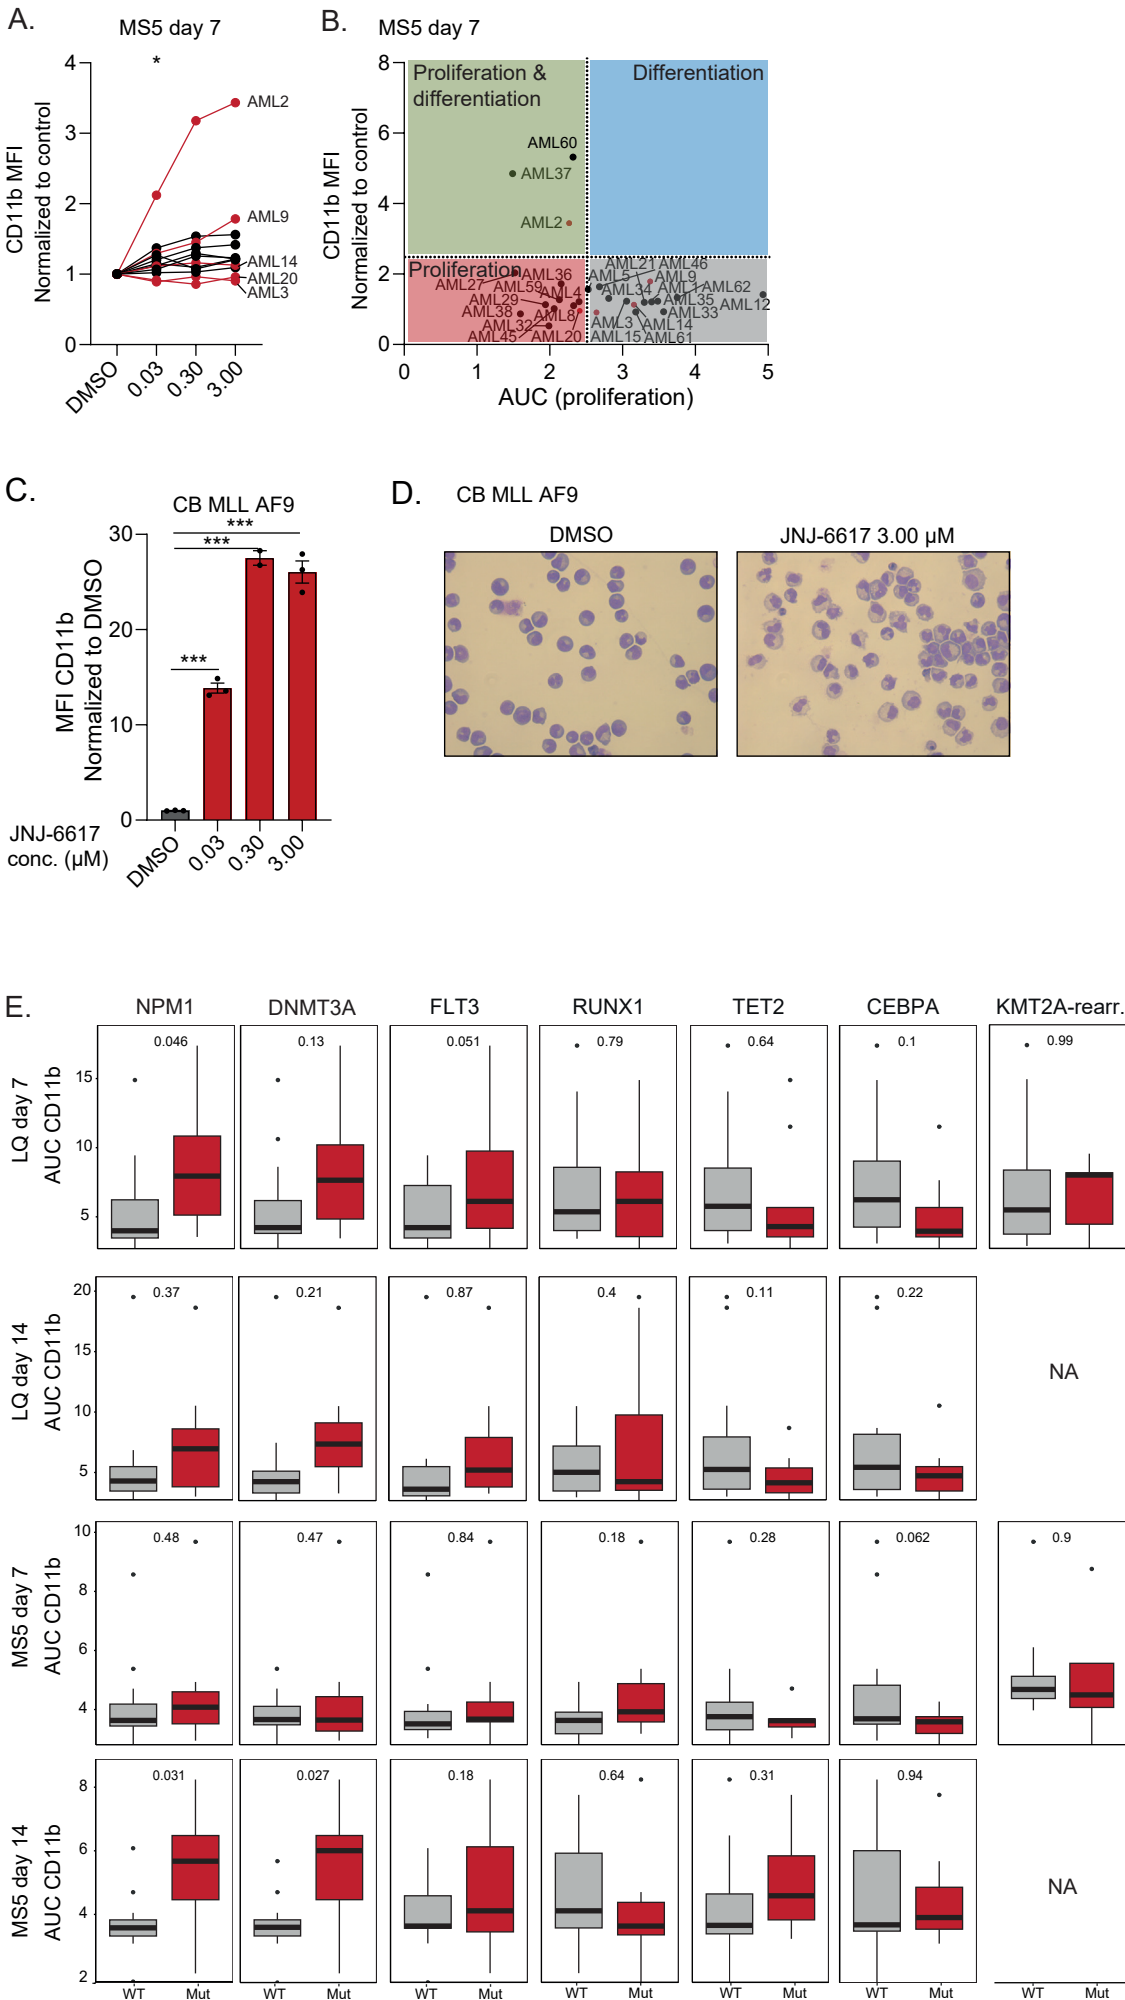 A.
MS5 day 7
CD11b MFI
Normalized to control
4
3
2
1
0
*
AML2
AML9
AML14
AML20
AML3
DMSO
0.03
0.30
3.00
B.
MS5 day 7
CD11b MFI
Normalized to control
8
6
4
2
0
Proliferation &
differentiation
Differentiation
AML60
AML37
AML2
Proliferation
AML36
AML27
AML59
AML4
AML29
AML38
AML8
AML32
AML45
AML20
AML21
AML46
AML5
AML9
AML34
AML1
AML62
AML35
AML12
AML33
AML3
AML14
AML15
AML61
0
1
2
3
4
5
AUC (proliferation)
C.
CB MLL AF9
MFI CD11b
Normalized to DMSO
30
20
10
0
***
***
***
JNJ-6617
conc. (µM)
DMSO
0.03
0.30
3.00
D.
CB MLL AF9
DMSO
JNJ-6617 3.00 µM
E.
NPM1
DNMT3A
FLT3
RUNX1
TET2
CEBPA
KMT2A-rearr.
LQ day 7
AUC CD11b
15
10
5
0.046
0.13
0.051
0.79
0.64
0.1
0.99
LQ day 14
AUC CD11b
20
15
10
5
0.37
0.21
0.87
0.4
0.11
0.22
NA
MS5 day 7
AUC CD11b
10
8
6
4
0.48
0.47
0.84
0.18
0.28
0.062
0.9
MS5 day 14
AUC CD11b
8
6
4
2
0.031
0.027
0.18
0.64
0.31
0.94
NA
WT
Mut
WT
Mut
WT
Mut
WT
Mut
WT
Mut
WT
Mut
WT
Mut